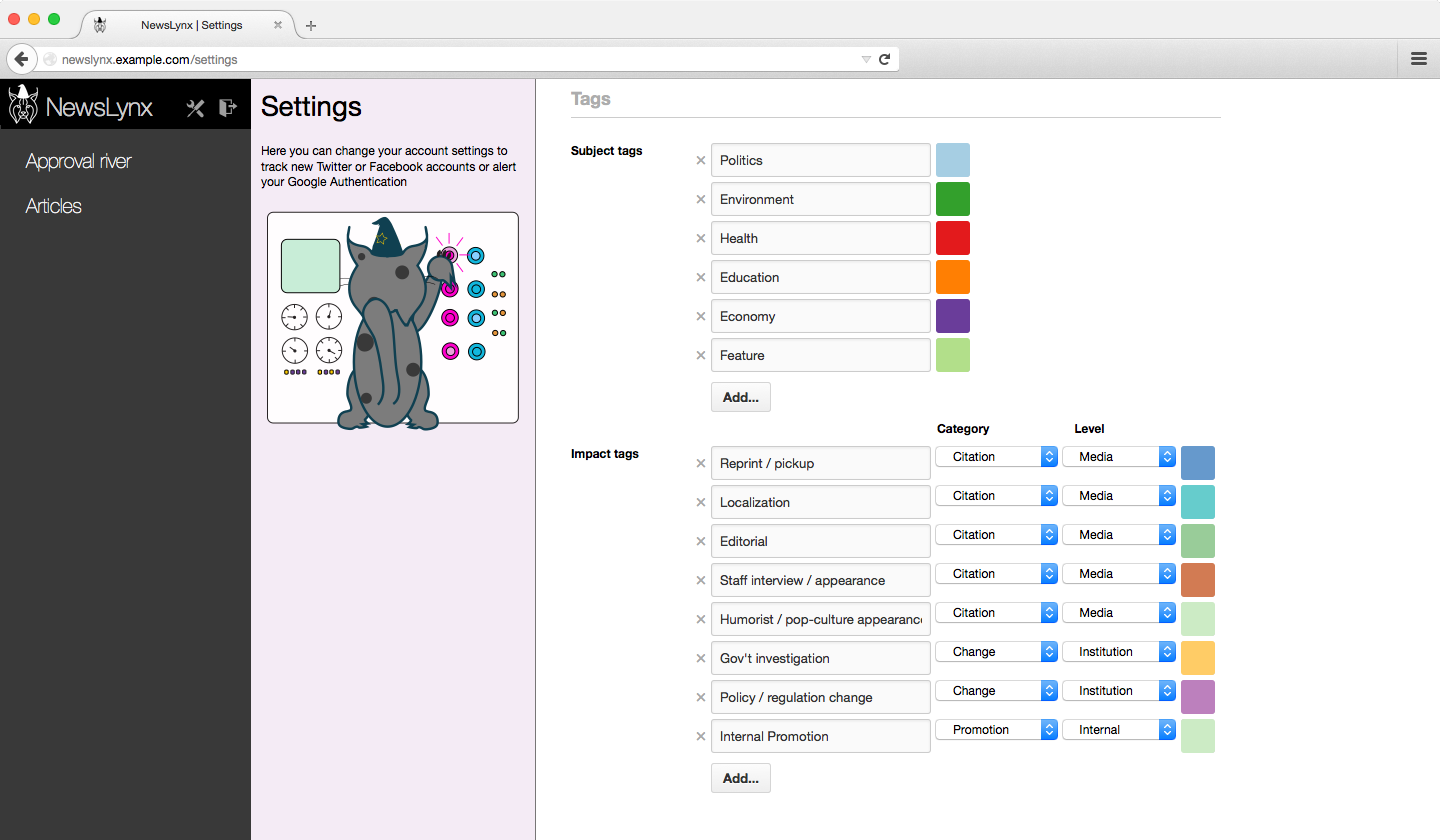 NewsLynx | Settings
newslynx.example.com/settings
NewsLynx
Approval river
Articles
Settings
Here you can change your account settings to
track new Twitter or Facebook accounts or alert
your Google Authentication
Tags
Subject tags
Politics
Environment
Health
Education
Economy
Feature
Add...
Category Level
Impact tags
Reprint / pickup Citation Media
Localization Citation Media
Editorial Citation Media
Staff interview / appearance Citation Media
Humorist / pop-culture appearanc Citation Media
Gov't investigation Change Institution
Policy / regulation change Change Institution
Internal Promotion Promotion Internal
Add...